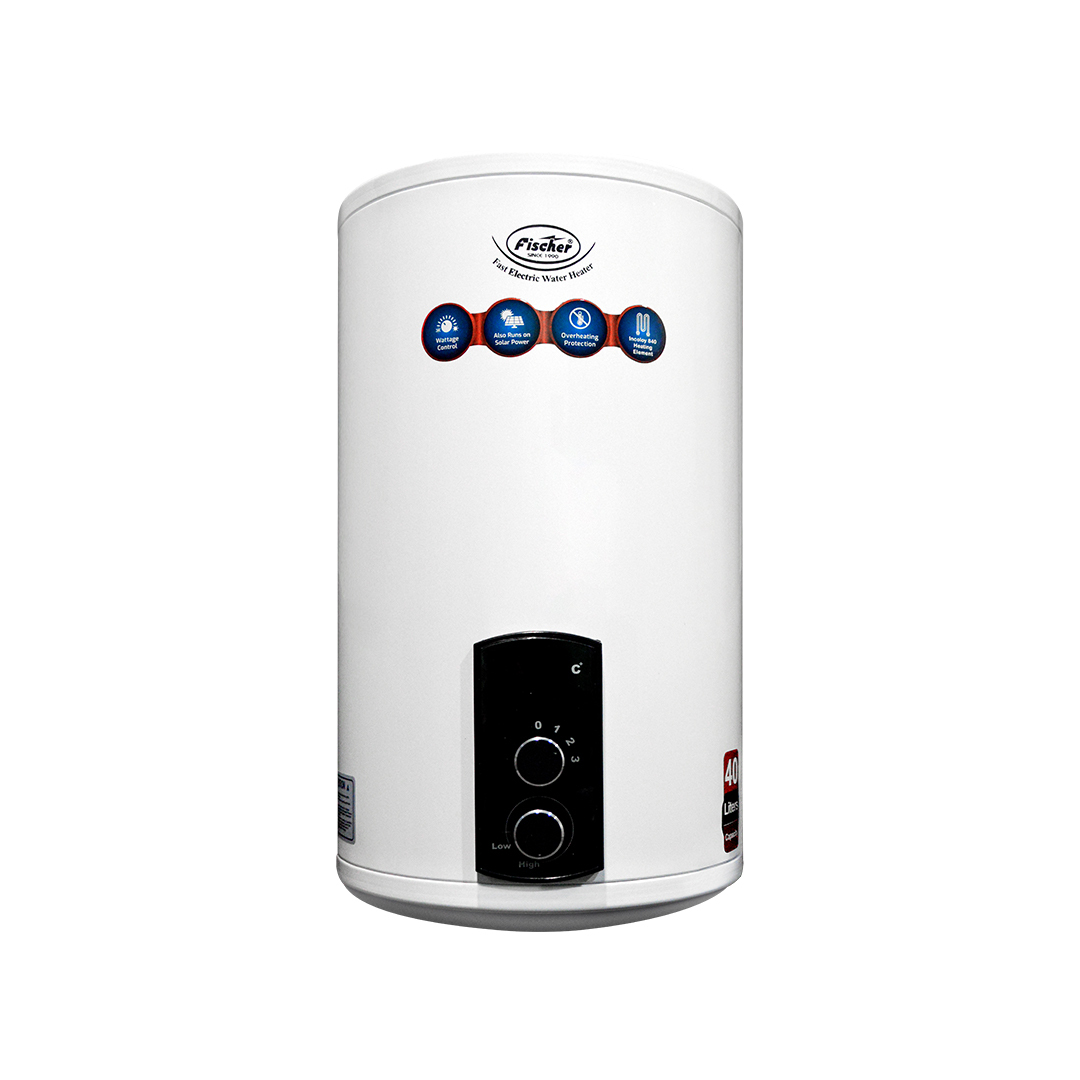 Fischer®
SINCE 1990
Fast Electric Water Heater
Wattage
Control
Also Runs on
Solar Power
Overheating
Protection
Incoloy 840
Heating
Element
C°
0 1 2 3
Low
High
40
Liters
Capacity